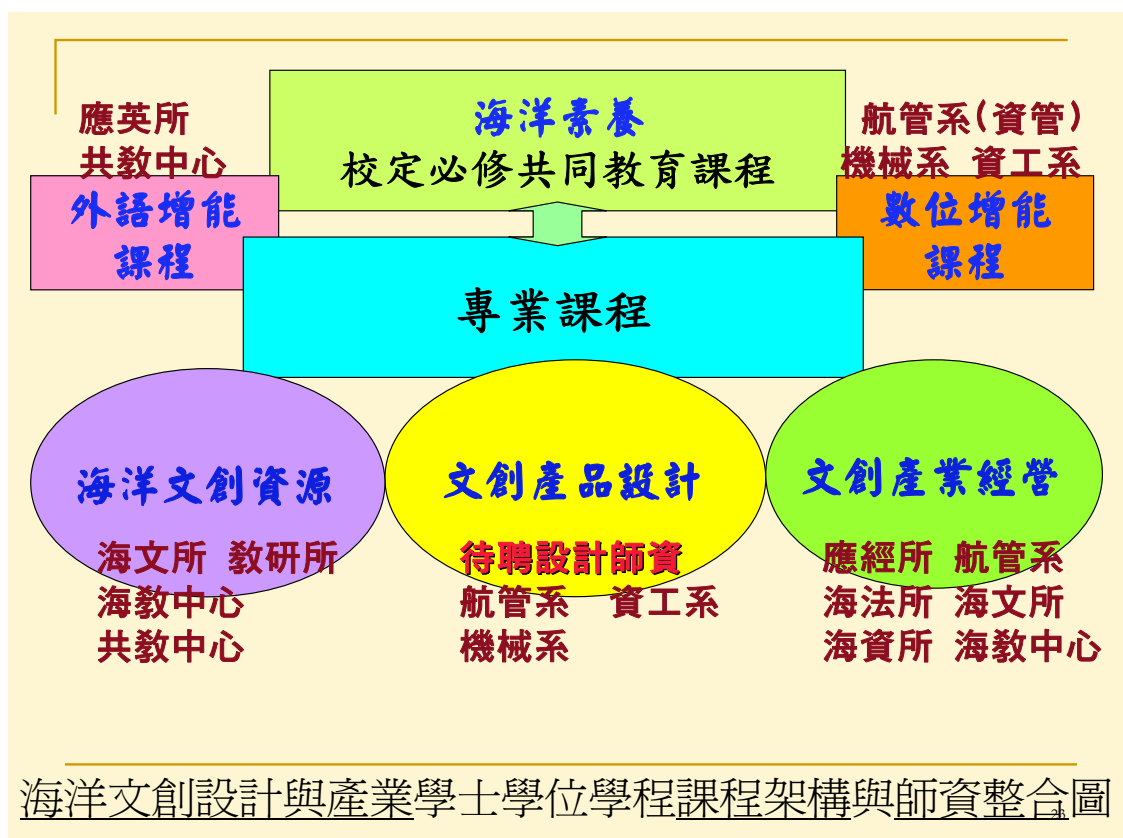 海洋素養
校定必修共同教育課程
應英所
共教中心
外語增能
課程
航管系(資管)
機械系 資工系
數位增能
課程
專業課程
海洋文創資源
海文所 教研所
海教中心
共教中心
文創產品設計
待聘設計師資
航管系 資工系
機械系
文創產業經營
應經所 航管系
海法所 海文所
海資所 海教中心
海洋文創設計與產業學士學位學程課程架構與師資整合圖